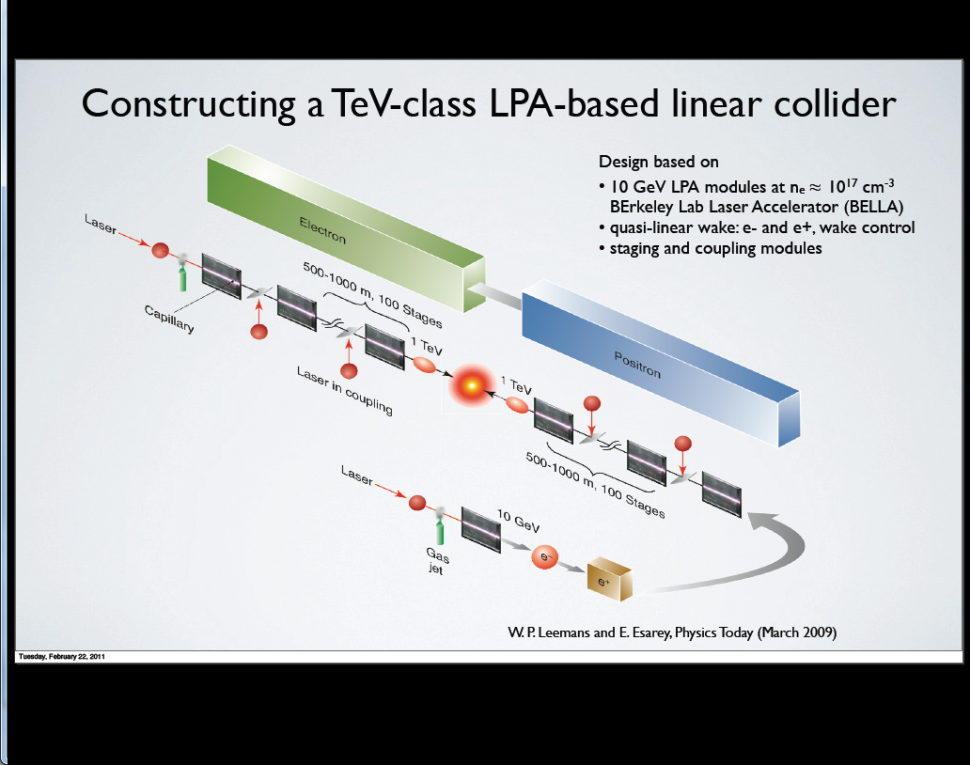 Constructing a TeV-class LPA-based linear collider
Design based on
• 10 GeV LPA modules at nₑ ≈ 10¹⁷ cm⁻³
BErkeley Lab Laser Accelerator (BELLA)
• quasi-linear wake: e- and e+, wake control
• staging and coupling modules
Electron
Laser
500-1000 m, 100 Stages
Capillary
1 TeV
Laser in coupling
Positron
1 TeV
500-1000 m, 100 Stages
Laser
10 GeV
Gas
jet
e⁻
e⁺
W. P. Leemans and E. Esarey, Physics Today (March 2009)
Tuesday, February 22, 2011